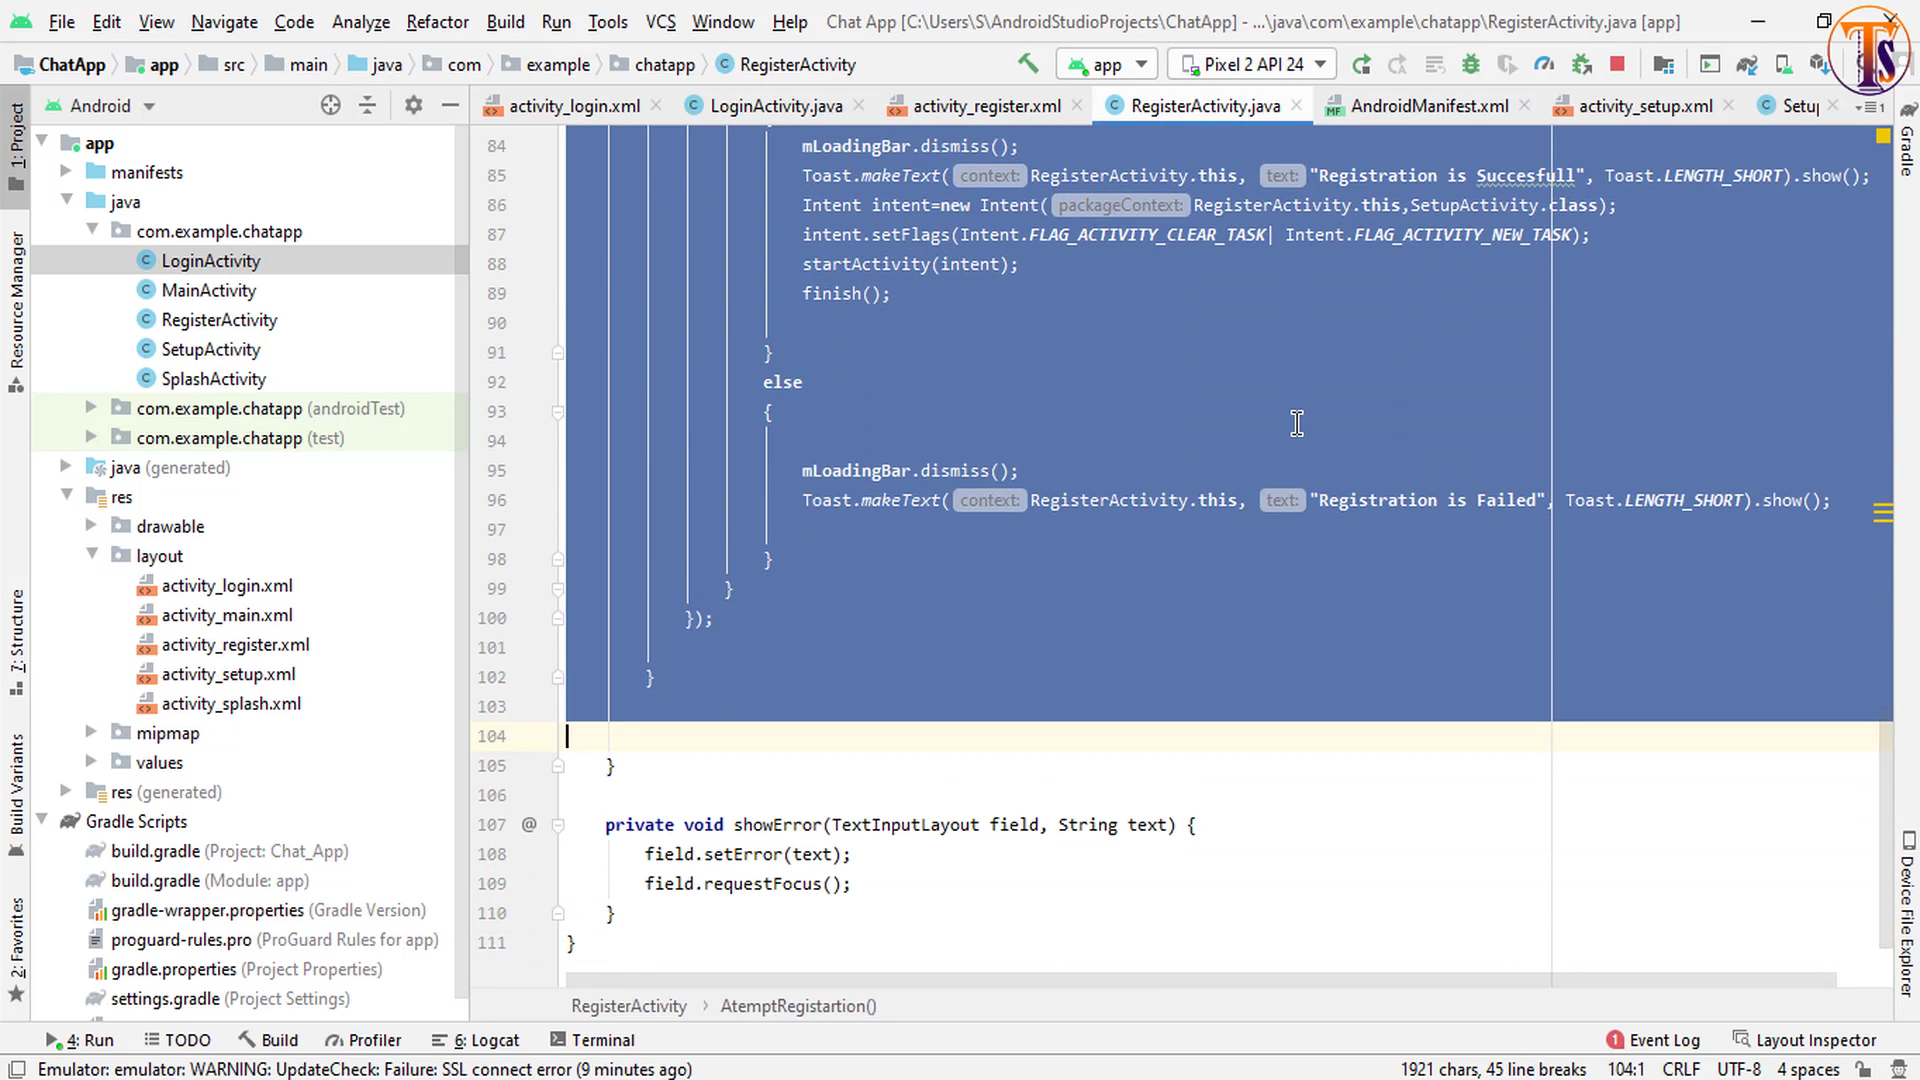 File Edit View Navigate Code Analyze Refactor Build Run Tools VCS Window Help Chat App [C:\Users\S\AndroidStudioProjects\ChatApp] - ...\java\com\example\chatapp\RegisterActivity.java [app]
ChatApp app src main java com example chatapp RegisterActivity app Pixel 2 API 24
TS
Android activity_login.xml LoginActivity.java activity_register.xml RegisterActivity.java AndroidManifest.xml activity_setup.xml Setu 1
1: Project
Resource Manager
7: Structure
Build Variants
2: Favorites
app
manifests
java
com.example.chatapp
LoginActivity
MainActivity
RegisterActivity
SetupActivity
SplashActivity
com.example.chatapp (androidTest)
com.example.chatapp (test)
java (generated)
res
drawable
layout
activity_login.xml
activity_main.xml
activity_register.xml
activity_setup.xml
activity_splash.xml
mipmap
values
res (generated)
Gradle Scripts
build.gradle (Project: Chat_App)
build.gradle (Module: app)
gradle-wrapper.properties (Gradle Version)
proguard-rules.pro (ProGuard Rules for app)
gradle.properties (Project Properties)
settings.gradle (Project Settings)
84 mLoadingBar.dismiss();
85 Toast.makeText( context: RegisterActivity.this, text: "Registration is Succesfull", Toast.LENGTH_SHORT).show();
86 Intent intent=new Intent( packageContext: RegisterActivity.this,SetupActivity.class);
87 intent.setFlags(Intent.FLAG_ACTIVITY_CLEAR_TASK| Intent.FLAG_ACTIVITY_NEW_TASK);
88 startActivity(intent);
89 finish();
90
91 }
92 else
93 {
94
95 mLoadingBar.dismiss();
96 Toast.makeText( context: RegisterActivity.this, text: "Registration is Failed", Toast.LENGTH_SHORT).show();
97
98 }
99 }
100 });
101
102 }
103
104
105 }
106
107 @ private void showError(TextInputLayout field, String text) {
108 field.setError(text);
109 field.requestFocus();
110 }
111 }
RegisterActivity AtemptRegistartion()
Gradle
Device File Explorer
4: Run TODO Build Profiler 6: Logcat Terminal 1 Event Log Layout Inspector
Emulator: emulator: WARNING: UpdateCheck: Failure: SSL connect error (9 minutes ago) 1921 chars, 45 line breaks 104:1 CRLF UTF-8 4 spaces